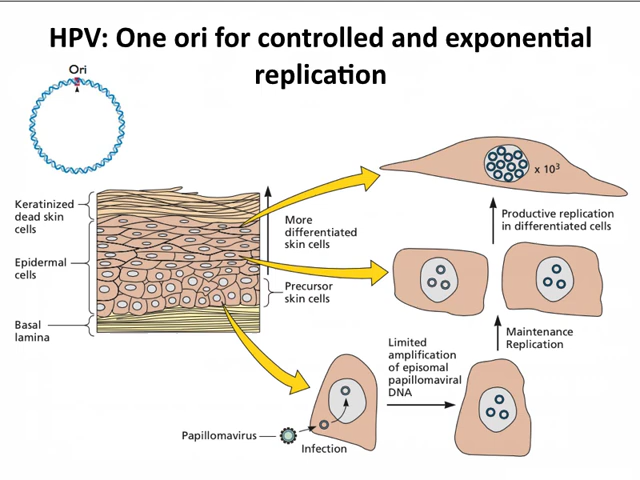 HPV: One ori for controlled and exponential
replication
Ori
Keratinized
dead skin
cells
Epidermal
cells
Basal
lamina
More
differentiated
skin cells
Precursor
skin cells
x 10³
Productive replication
in differentiated cells
Maintenance
Replication
Limited
amplification
of episomal
papillomaviral
DNA
Papillomavirus
Infection